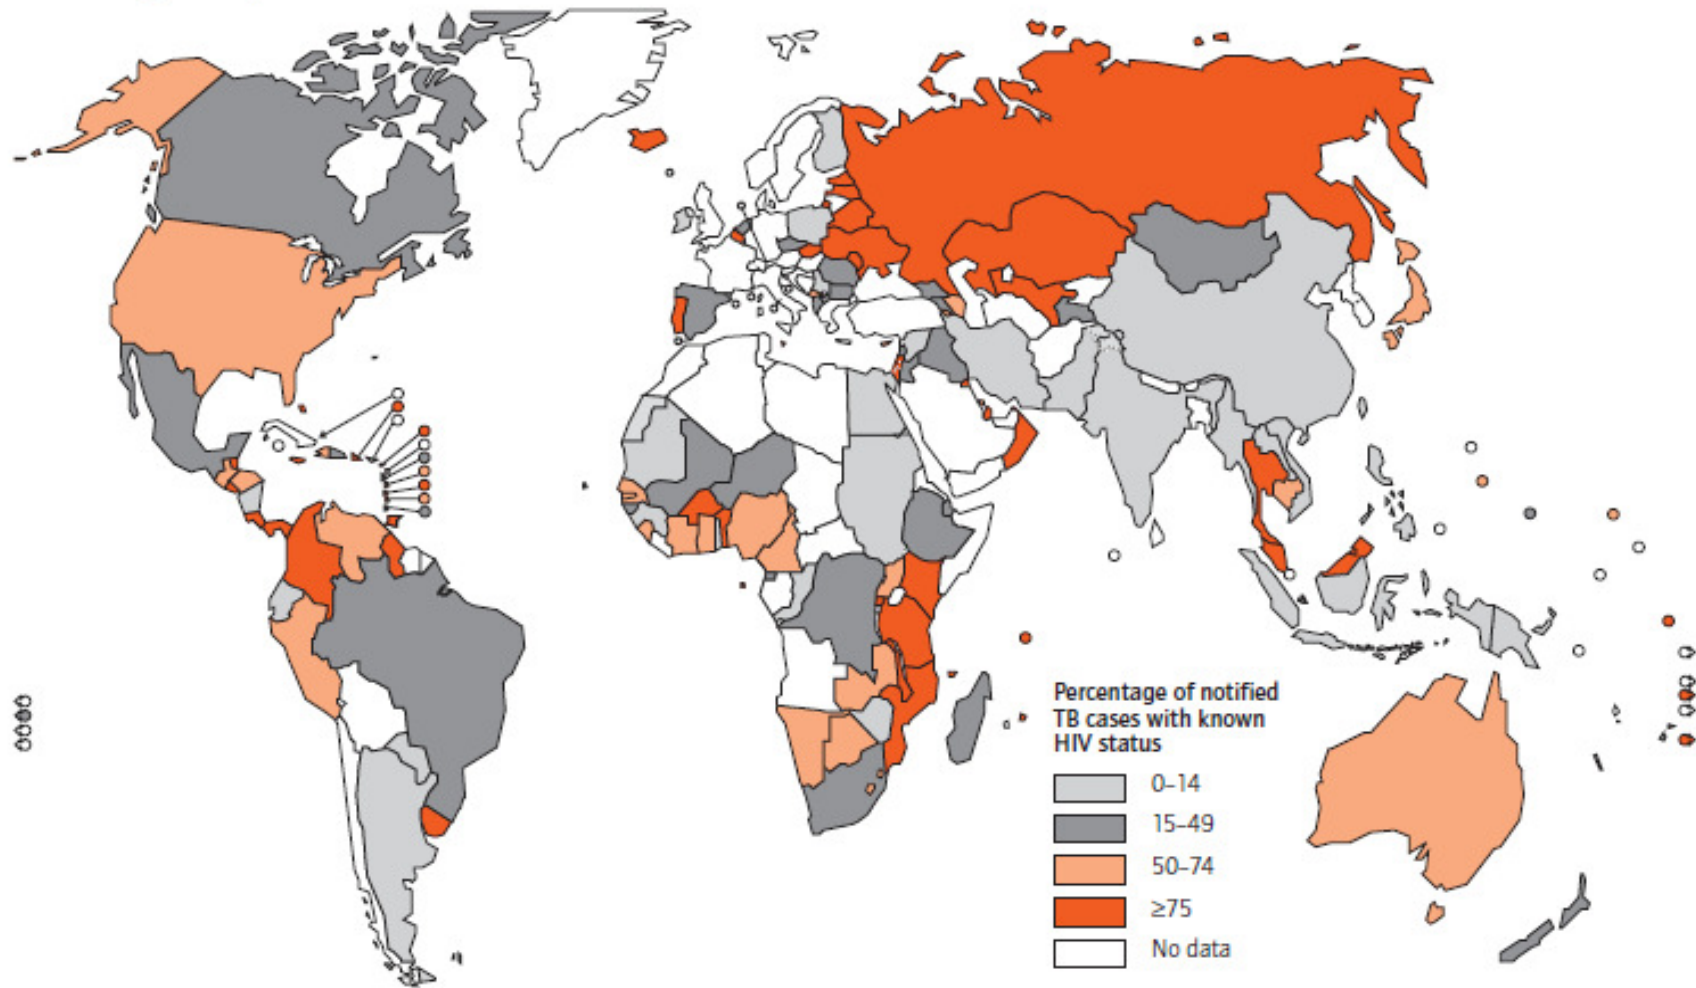 Percentage of notified
TB cases with known
HIV status
0–14
15–49
50–74
≥75
No data